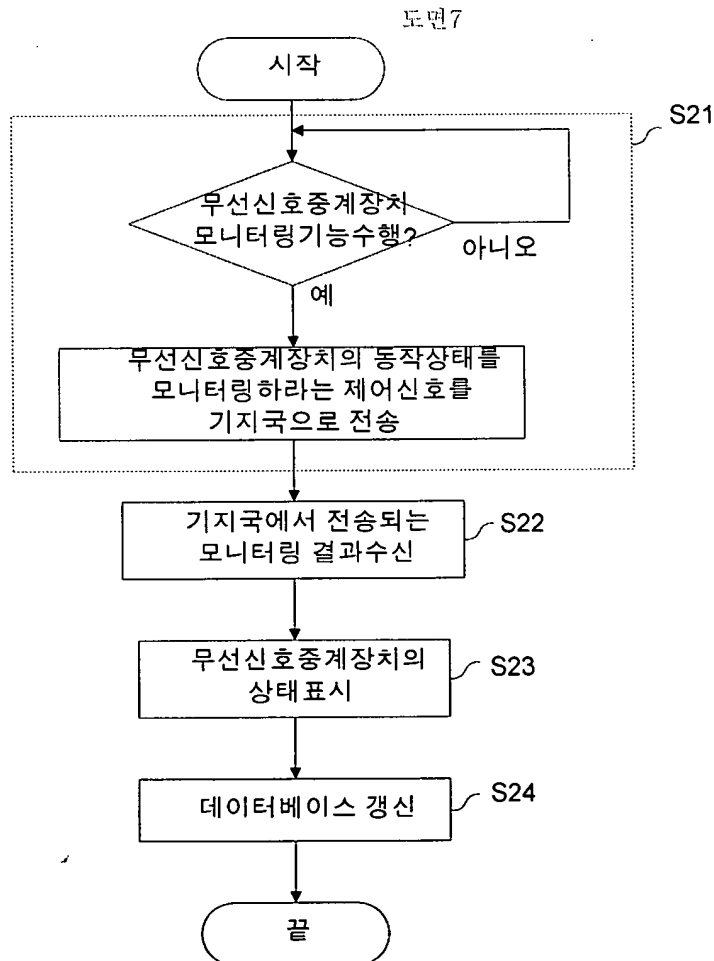 도면7
시작
S21
무선신호중계장치
모니터링기능수행?
아니오
예
무선신호중계장치의 동작상태를
모니터링하라는 제어신호를
기지국으로 전송
기지국에서 전송되는
모니터링 결과수신
S22
무선신호중계장치의
상태표시
S23
데이터베이스 갱신
S24
끝